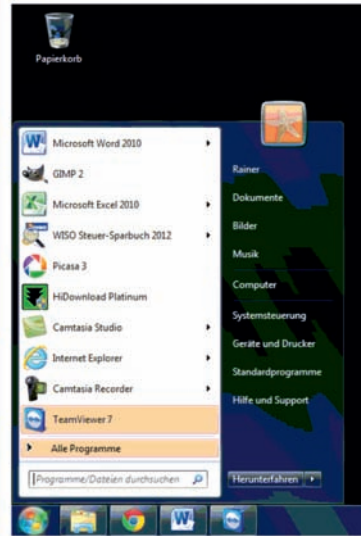 Papierkorb
Microsoft Word 2010
GIMP 2
Microsoft Excel 2010
WISO Steuer-Sparbuch 2012
Picasa 3
HiDownload Platinum
Camtasia Studio
Internet Explorer
Camtasia Recorder
TeamViewer 7
Alle Programme
Programme/Dateien durchsuchen
Rainer
Dokumente
Bilder
Musik
Computer
Systemsteuerung
Geräte und Drucker
Standardprogramme
Hilfe und Support
Herunterfahren